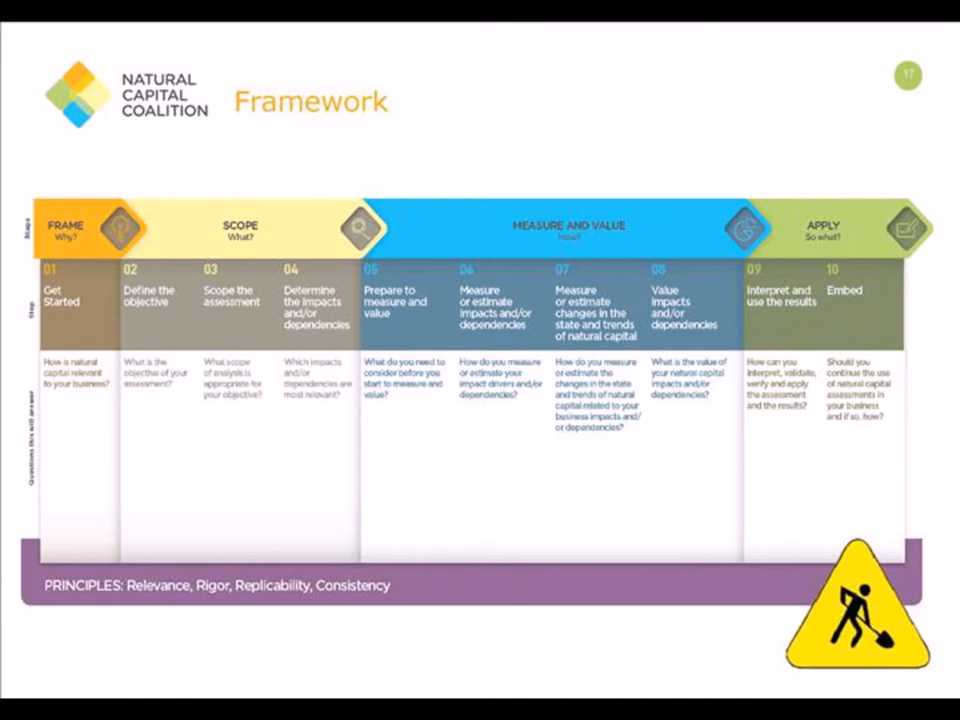 NATURAL
CAPITAL
COALITION
Framework
17
Stage
FRAME
Why?
SCOPE
What?
MEASURE AND VALUE
How?
APPLY
So what?
Step
01
Get
Started
02
Define the
objective
03
Scope the
assessment
04
Determine
the impacts
and/or
dependencies
05
Prepare to
measure and
value
06
Measure
or estimate
impacts and/or
dependencies
07
Measure
or estimate
changes in the
state and trends
of natural capital
08
Value
impacts
and/or
dependencies
09
Interpret and
use the results
10
Embed
Questions this will answer
How is natural
capital relevant
to your business?
What is the
objective of your
assessment?
What scope
of analysis is
appropriate for
your objective?
Which impacts
and/or
dependencies are
most relevant?
What do you need to
consider before you
start to measure and
value?
How do you measure
or estimate your
impact drivers and/or
dependencies?
How do you measure
or estimate the
changes in the state
and trends of natural
capital related to your
business impacts and/
or dependencies?
What is the value of
your natural capital
impacts and/or
dependencies?
How can you
interpret, validate,
verify and apply
the assessment
and the results?
Should you
continue the use
of natural capital
assessments in
your business
and if so, how?
PRINCIPLES: Relevance, Rigor, Replicability, Consistency